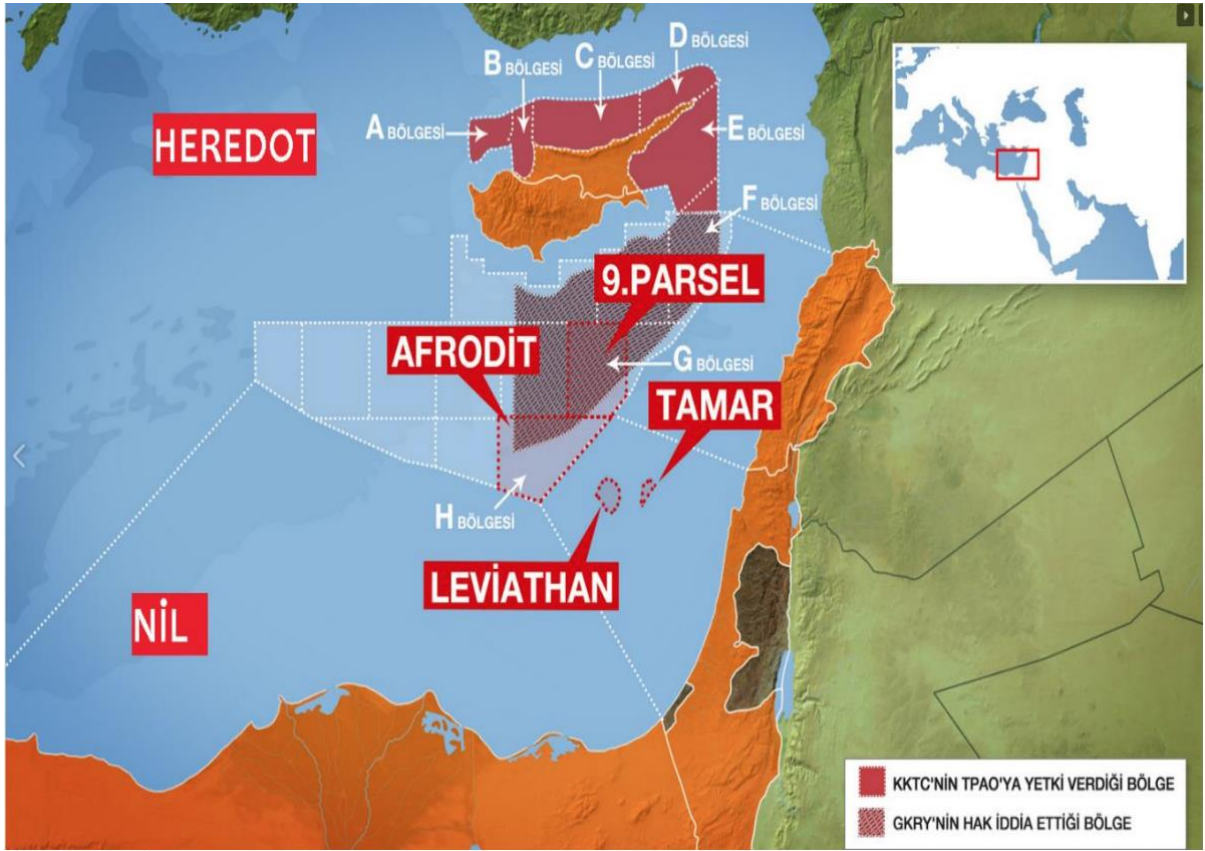 D BÖLGESİ
C BÖLGESİ
B BÖLGESİ
A BÖLGESİ
HEREDOT
E BÖLGESİ
F BÖLGESİ
9.PARSEL
AFRODİT
G BÖLGESİ
TAMAR
H BÖLGESİ
LEVİATHAN
NİL
KKTC'NİN TPAO'YA YETKİ VERDİĞİ BÖLGE
GKRY'NİN HAK İDDİA ETTİĞİ BÖLGE